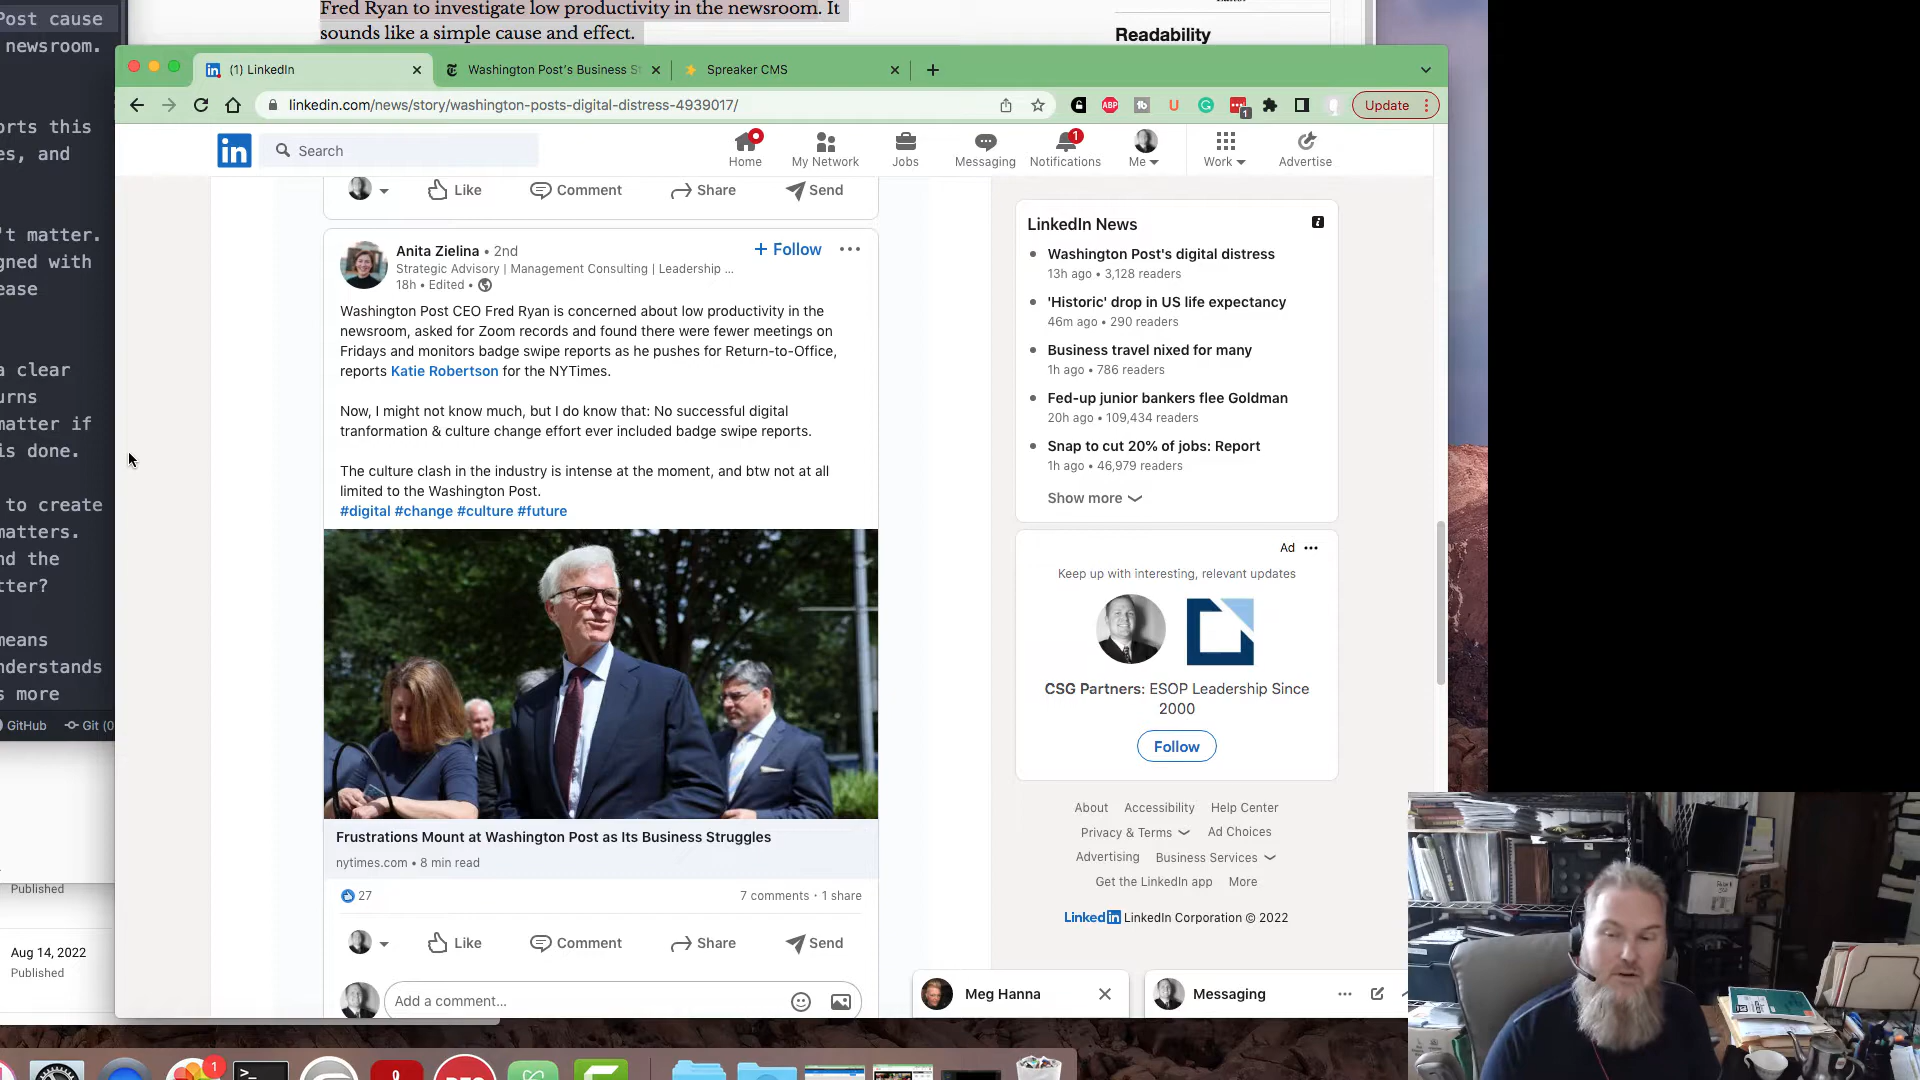 Post cause
newsroom.
orts this
es, and
't matter.
gned with
ease
a clear
urns
matter if
is done.
to create
matters.
nd the
tter?
means
nderstands
s more
GitHub Git (0
Published
Aug 14, 2022
Published
Fred Ryan to investigate low productivity in the newsroom. It
sounds like a simple cause and effect.
Readability
(1) LinkedIn
Washington Post's Business S
Spreaker CMS
linkedin.com/news/story/washington-posts-digital-distress-4939017/
ABP
Update
in
Search
Home
My Network
Jobs
Messaging
1
Notifications
Me
Work
Advertise
Like Comment Share Send
Anita Zielina • 2nd
+ Follow
Strategic Advisory | Management Consulting | Leadership ...
18h • Edited •
Washington Post CEO Fred Ryan is concerned about low productivity in the
newsroom, asked for Zoom records and found there were fewer meetings on
Fridays and monitors badge swipe reports as he pushes for Return-to-Office,
reports Katie Robertson for the NYTimes.
Now, I might not know much, but I do know that: No successful digital
tranformation & culture change effort ever included badge swipe reports.
The culture clash in the industry is intense at the moment, and btw not at all
limited to the Washington Post.
#digital #change #culture #future
Frustrations Mount at Washington Post as Its Business Struggles
nytimes.com • 8 min read
27
7 comments · 1 share
Like Comment Share Send
Add a comment...
LinkedIn News
Washington Post's digital distress
13h ago • 3,128 readers
'Historic' drop in US life expectancy
46m ago • 290 readers
Business travel nixed for many
1h ago • 786 readers
Fed-up junior bankers flee Goldman
20h ago • 109,434 readers
Snap to cut 20% of jobs: Report
1h ago • 46,979 readers
Show more
Ad
Keep up with interesting, relevant updates
CSG Partners: ESOP Leadership Since
2000
Follow
About Accessibility Help Center
Privacy & Terms Ad Choices
Advertising Business Services
Get the LinkedIn app More
LinkedIn LinkedIn Corporation © 2022
Meg Hanna
Messaging
1